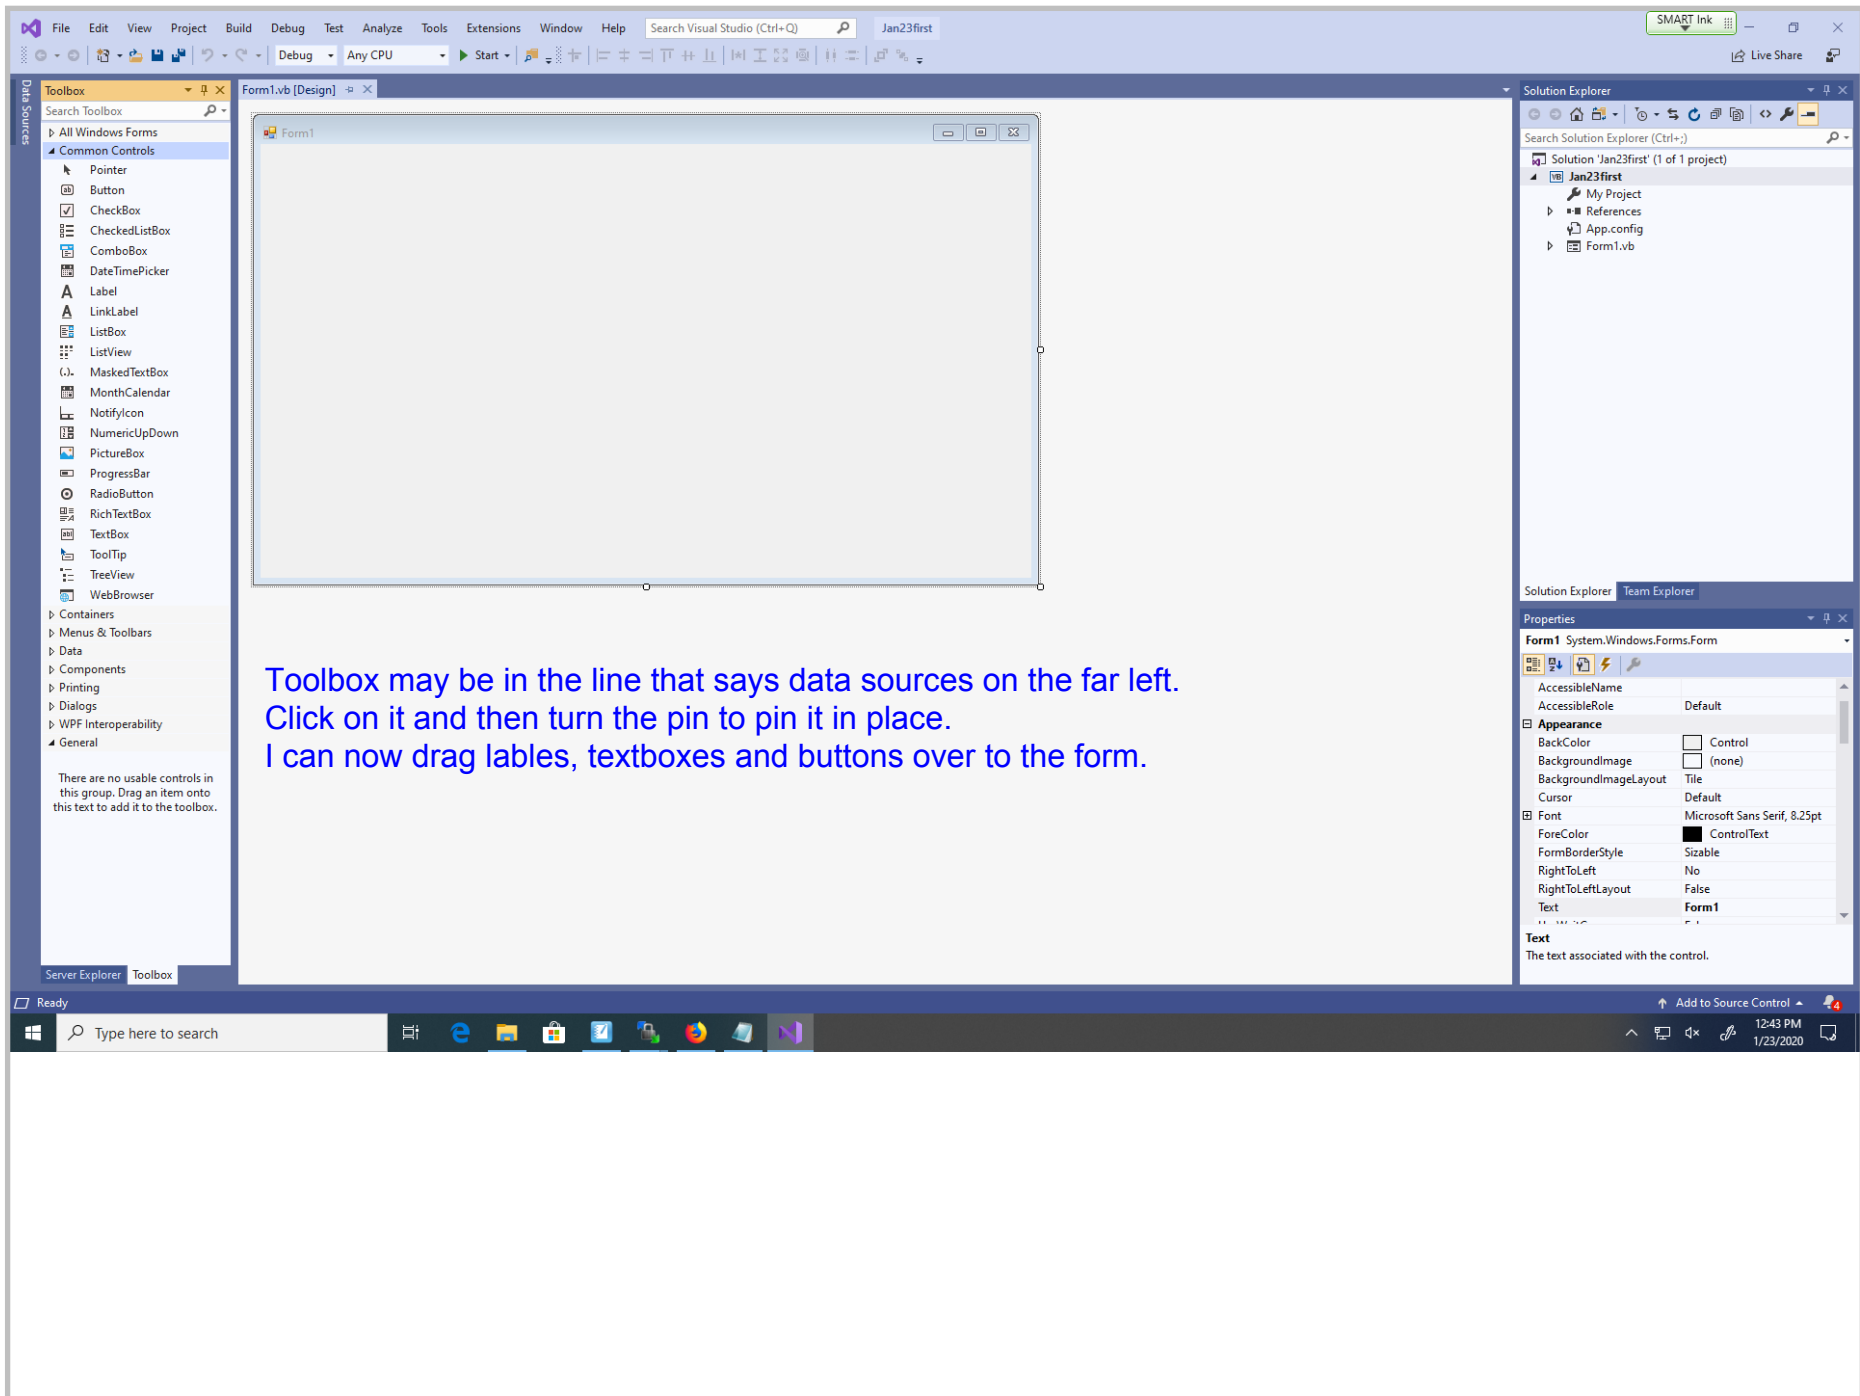 File Edit View Project Build Debug Test Analyze Tools Extensions Window Help Search Visual Studio (Ctrl+Q) Jan23first
SMART Ink
Debug Any CPU Start Live Share
Data Sources
Toolbox
Search Toolbox
All Windows Forms
Common Controls
Pointer
Button
CheckBox
CheckedListBox
ComboBox
DateTimePicker
Label
LinkLabel
ListBox
ListView
MaskedTextBox
MonthCalendar
NotifyIcon
NumericUpDown
PictureBox
ProgressBar
RadioButton
RichTextBox
TextBox
ToolTip
TreeView
WebBrowser
Containers
Menus & Toolbars
Data
Components
Printing
Dialogs
WPF Interoperability
General
There are no usable controls in
this group. Drag an item onto
this text to add it to the toolbox.
Server Explorer Toolbox
Form1.vb [Design]
Form1
Toolbox may be in the line that says data sources on the far left.
Click on it and then turn the pin to pin it in place.
I can now drag lables, textboxes and buttons over to the form.
Solution Explorer
Search Solution Explorer (Ctrl+;)
Solution 'Jan23first' (1 of 1 project)
Jan23first
My Project
References
App.config
Form1.vb
Solution Explorer Team Explorer
Properties
Form1 System.Windows.Forms.Form
AccessibleName
AccessibleRole Default
Appearance
BackColor Control
BackgroundImage (none)
BackgroundImageLayout Tile
Cursor Default
Font Microsoft Sans Serif, 8.25pt
ForeColor ControlText
FormBorderStyle Sizable
RightToLeft No
RightToLeftLayout False
Text Form1
Text
The text associated with the control.
Ready Add to Source Control 4
Type here to search
12:43 PM
1/23/2020